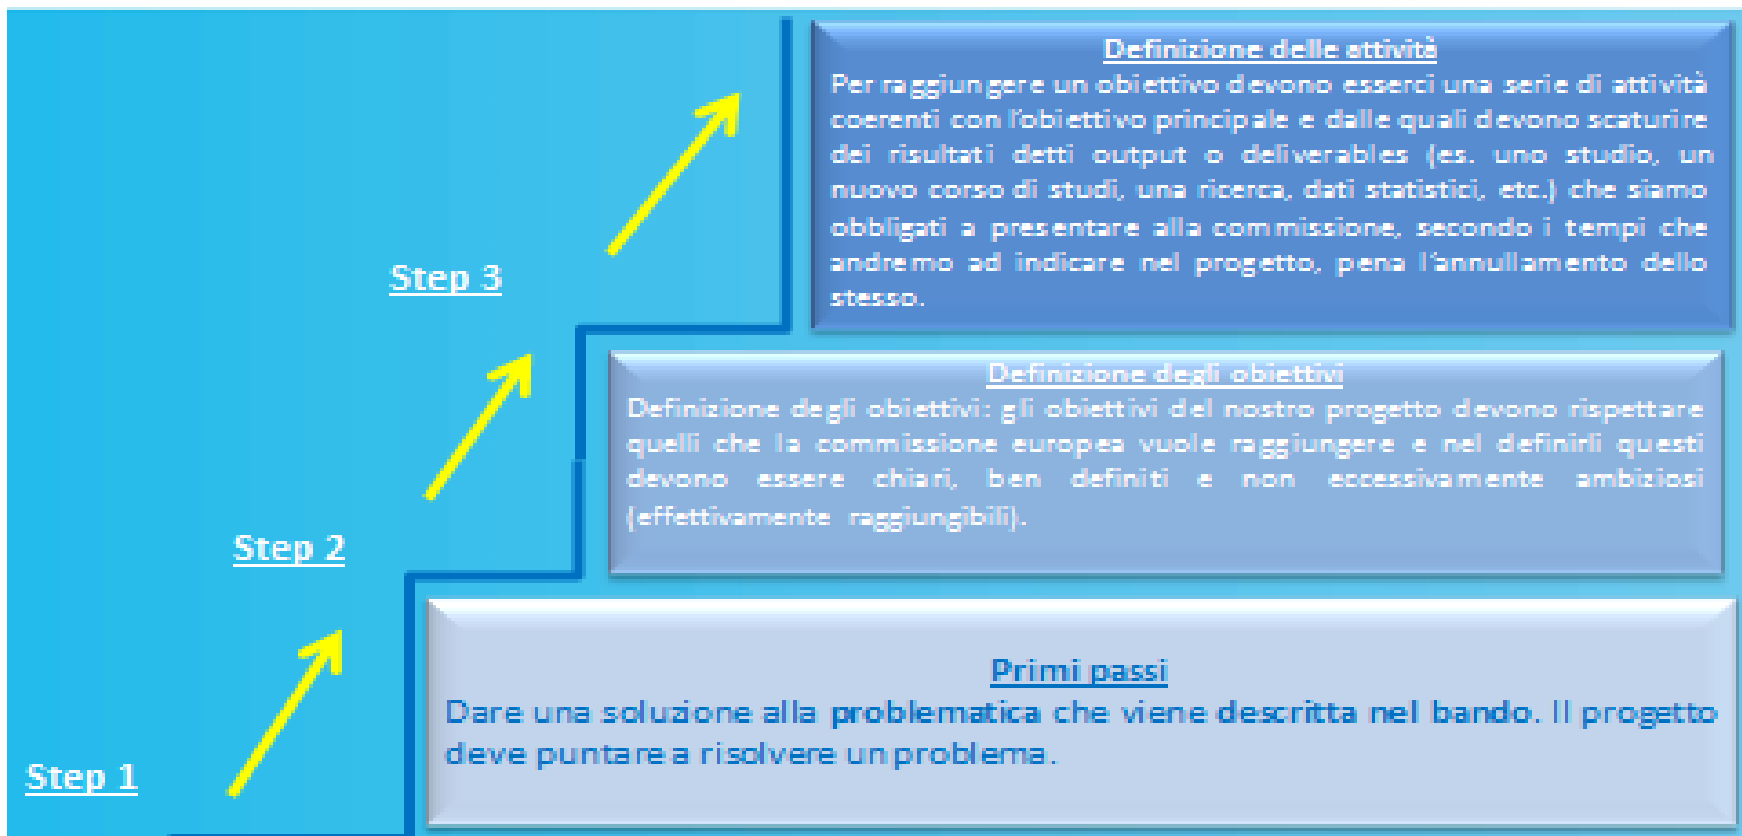 Definizione delle attività
Per raggiungere un obiettivo devono esserci una serie di attività
coerenti con l'obiettivo principale e dalle quali devono scaturire
dei risultati detti output o deliverables (es. uno studio, un
nuovo corso di studi, una ricerca, dati statistici, etc.) che siamo
obbligati a presentare alla commissione, secondo i tempi che
andremo ad indicare nel progetto, pena l'annullamento dello
stesso.
Step 3
Definizione degli obiettivi
Definizione degli obiettivi: gli obiettivi del nostro progetto devono rispettare
quelli che la commissione europea vuole raggiungere e nel definirli questi
devono essere chiari, ben definiti e non eccessivamente ambiziosi
(effettivamente raggiungibili).
Step 2
Primi passi
Dare una soluzione alla problematica che viene descritta nel bando. Il progetto
deve puntare a risolvere un problema.
Step 1